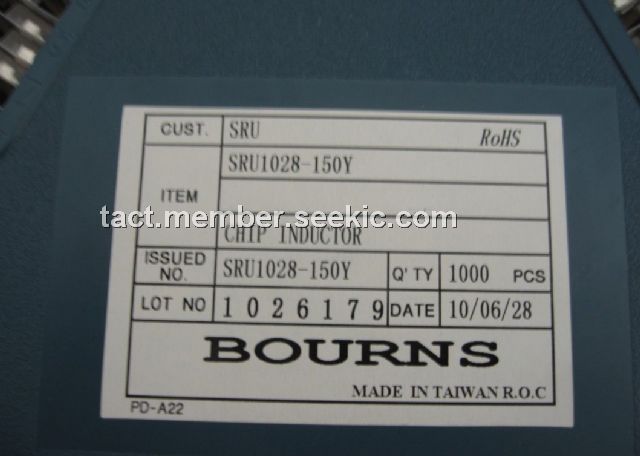 CUST. SRU RoHS
SRU1028-150Y
ITEM
tact.member.seekic.com
CHIP INDUCTOR
ISSUED NO. SRU1028-150Y Q'TY 1000 PCS
LOT NO 1026179 DATE 10/06/28
BOURNS
MADE IN TAIWAN R.O.C
PD-A22